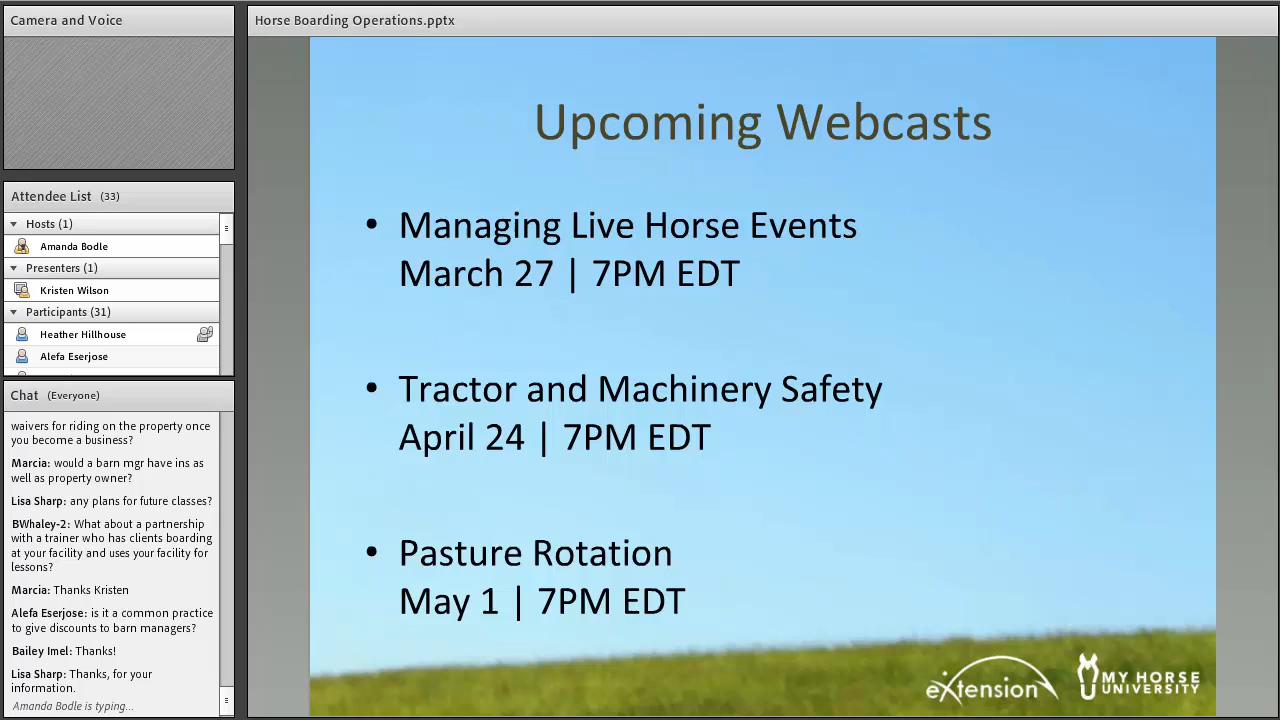 Camera and Voice
Attendee List (33)
Hosts (1)
Amanda Bodle
Presenters (1)
Kristen Wilson
Participants (31)
Heather Hillhouse
Alefa Eserjose
Chat (Everyone)
waivers for riding on the property once
you become a business?
Marcia: would a barn mgr have ins as
well as property owner?
Lisa Sharp: any plans for future classes?
BWhaley-2: What about a partnership
with a trainer who has clients boarding
at your facility and uses your facility for
lessons?
Marcia: Thanks Kristen
Alefa Eserjose: is it a common practice
to give discounts to barn managers?
Bailey Imel: Thanks!
Lisa Sharp: Thanks, for your
information.
Amanda Bodle is typing...
Horse Boarding Operations.pptx
Upcoming Webcasts
• Managing Live Horse Events
March 27 | 7PM EDT
• Tractor and Machinery Safety
April 24 | 7PM EDT
• Pasture Rotation
May 1 | 7PM EDT
eXtension
MY HORSE
UNIVERSITY